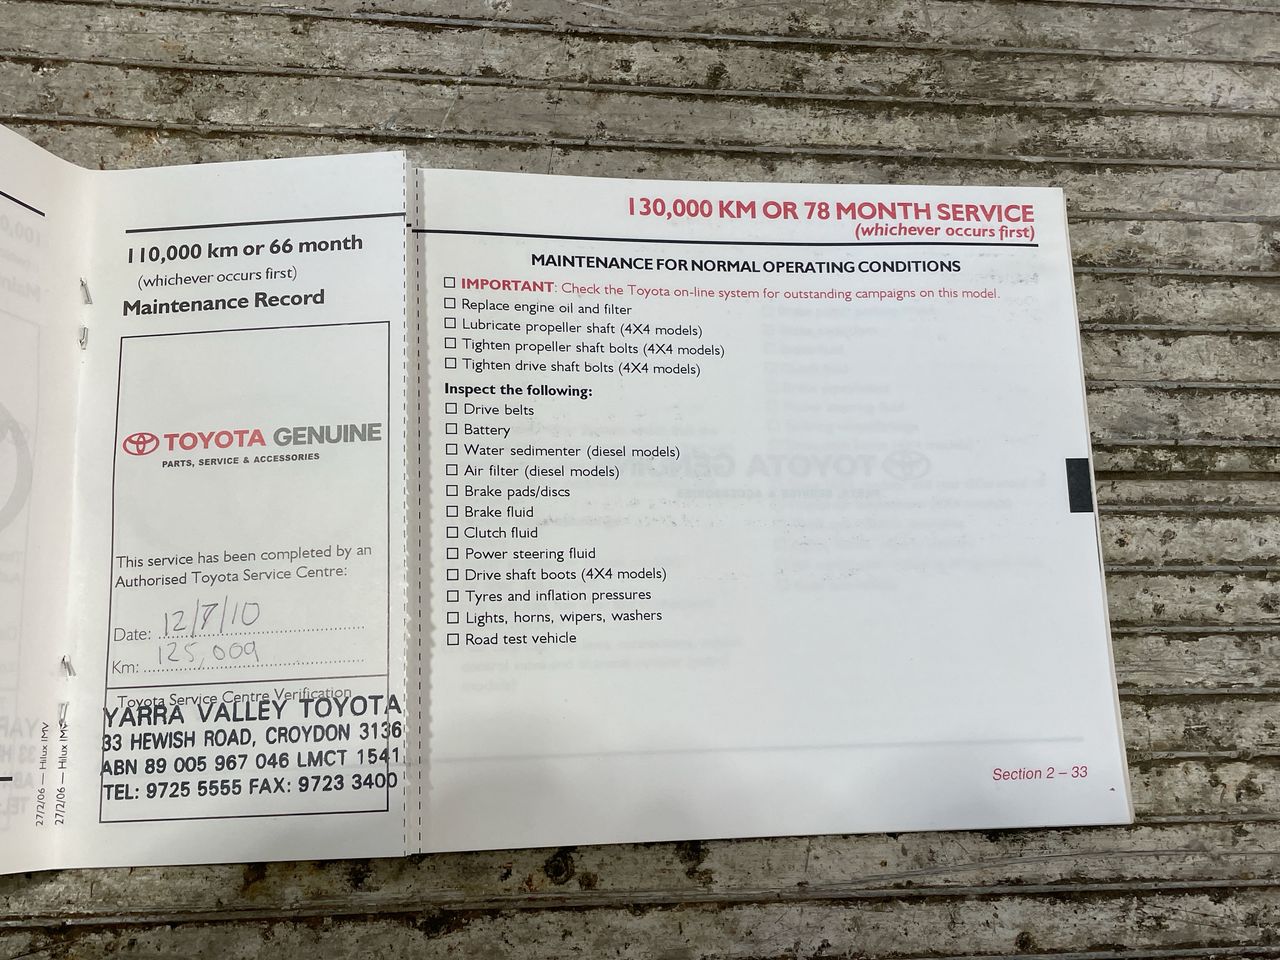 110,000 km or 66 month
(whichever occurs first)
Maintenance Record
TOYOTA GENUINE
PARTS, SERVICE & ACCESSORIES
This service has been completed by an
Authorised Toyota Service Centre:
Date: 12/7/10
Km: 125,009
Toyota Service Centre Verification
YARRA VALLEY TOYOTA
33 HEWISH ROAD, CROYDON 3136
ABN 89 005 967 046 LMCT 1541
TEL: 9725 5555 FAX: 9723 3400
27/2/06 — Hilux IMV
27/2/06 — Hilux IMV
130,000 KM OR 78 MONTH SERVICE
(whichever occurs first)
MAINTENANCE FOR NORMAL OPERATING CONDITIONS
IMPORTANT: Check the Toyota on-line system for outstanding campaigns on this model.
Replace engine oil and filter
Lubricate propeller shaft (4X4 models)
Tighten propeller shaft bolts (4X4 models)
Tighten drive shaft bolts (4X4 models)
Inspect the following:
Drive belts
Battery
Water sedimenter (diesel models)
Air filter (diesel models)
Brake pads/discs
Brake fluid
Clutch fluid
Power steering fluid
Drive shaft boots (4X4 models)
Tyres and inflation pressures
Lights, horns, wipers, washers
Road test vehicle
Section 2 – 33